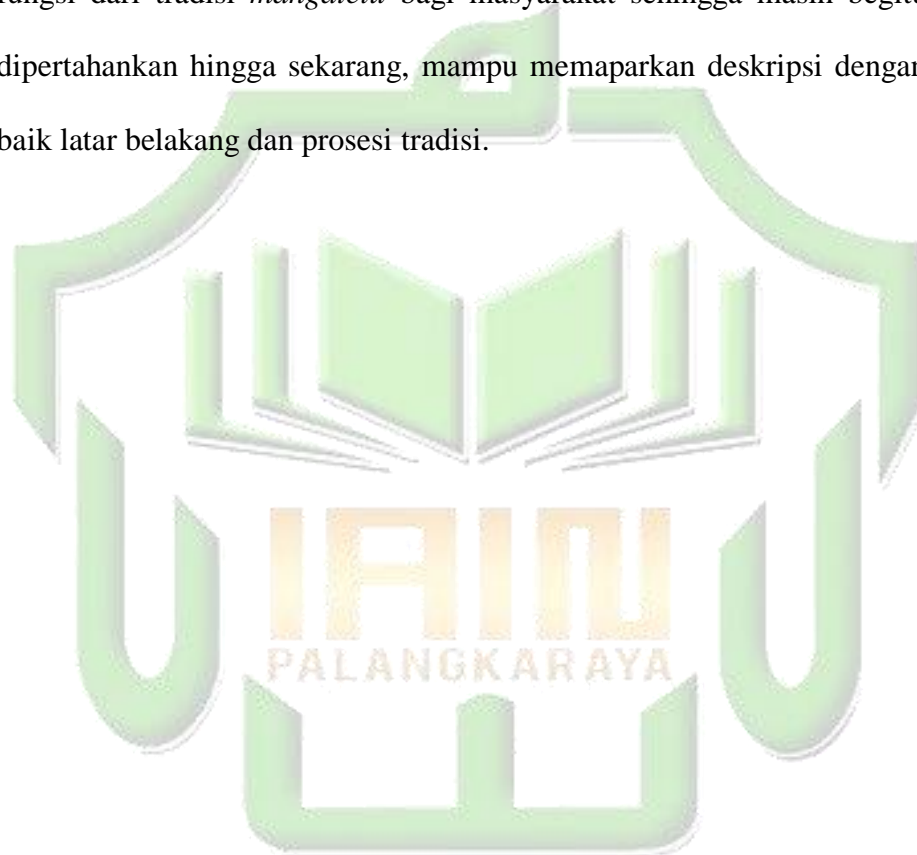 fungsi dari tradisi bagi masyarakat sehingga masih begitu
dipertahankan hingga sekarang, mampu memaparkan deskripsi dengan
baik latar belakang dan prosesi tradisi.
IAIN
PALANGKARAYA